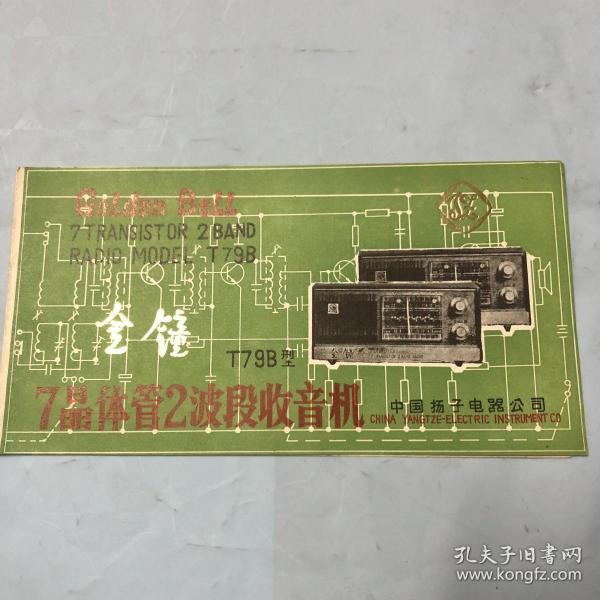 Golden Bell
7 TRANSISTOR 2 BAND
RADIO MODEL T79B
金鐘
T79B型
7晶体管2波段收音机
中国扬子电器公司
CHINA YANGTZE-ELECTRIC INSTRUMENT CO
孔夫子旧书网
www.kongfz.com